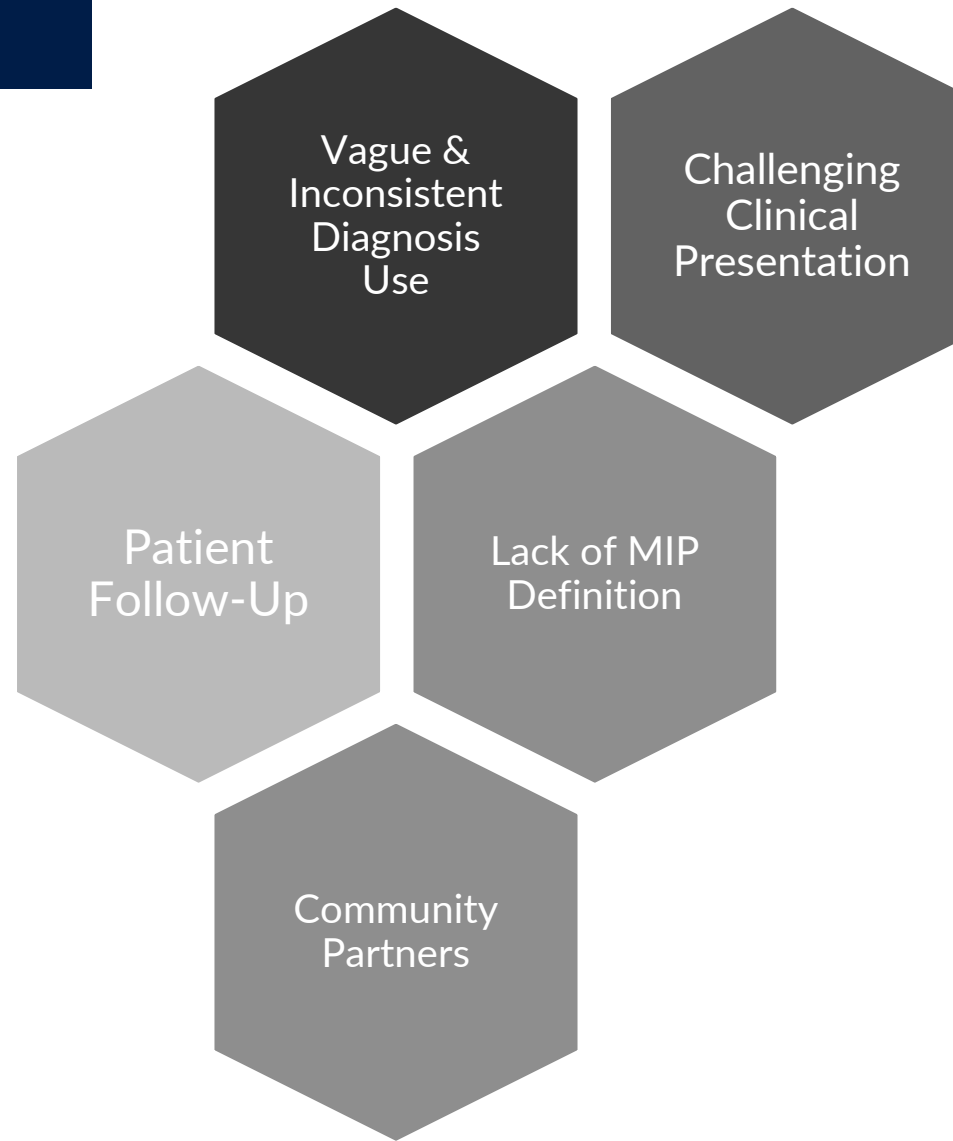 Vague &
Inconsistent
Diagnosis
Use
Challenging
Clinical
Presentation
Patient
Follow-Up
Lack of MIP
Definition
Community
Partners